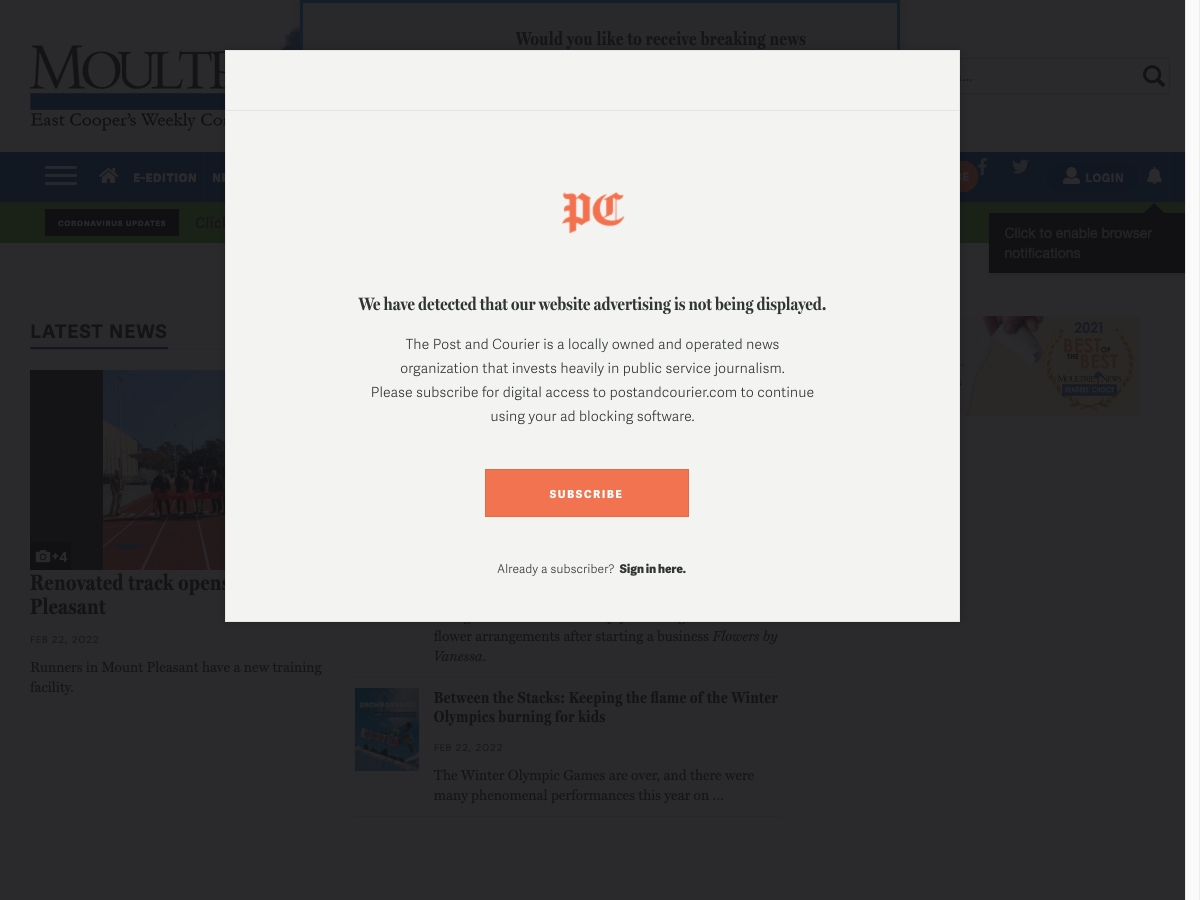 Would you like to receive breaking news
MOULTR
East Cooper's Weekly Co
E-EDITION
LOGIN
CORONAVIRUS UPDATES
Click
Click to enable browser
notifications
PC
We have detected that our website advertising is not being displayed.
The Post and Courier is a locally owned and operated news
organization that invests heavily in public service journalism.
Please subscribe for digital access to postandcourier.com to continue
using your ad blocking software.
SUBSCRIBE
Already a subscriber? Sign in here.
LATEST NEWS
2021
BEST OF
THE BEST
MOULTRIE NEWS
READERS' CHOICE
+4
Renovated track opens
Pleasant
FEB 22, 2022
Runners in Mount Pleasant have a new training
facility.
flower arrangements after starting a business Flowers by
Vanessa.
Between the Stacks: Keeping the flame of the Winter
Olympics burning for kids
FEB 22, 2022
The Winter Olympic Games are over, and there were
many phenomenal performances this year on ...